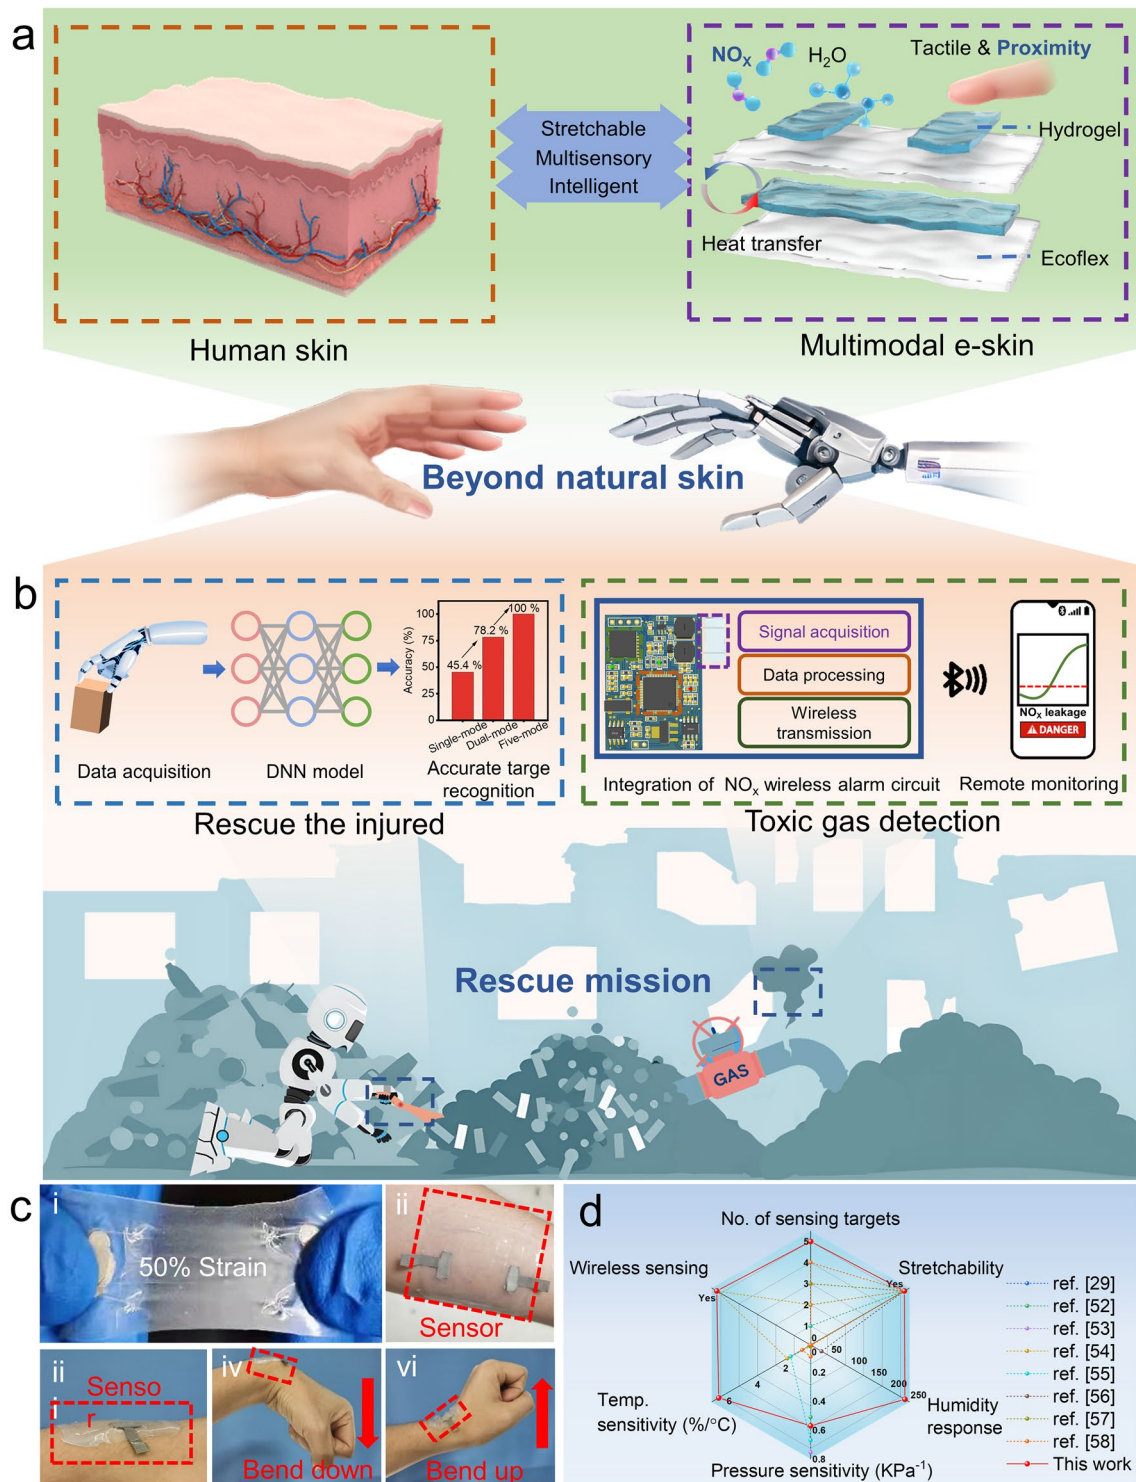 a
NOₓ
H₂O
Tactile & Proximity
Hydrogel
Stretchable
Multisensory
Intelligent
Heat transfer
Ecoflex
Human skin
Multimodal e-skin
Beyond natural skin
b
Data acquisition
DNN model
Accuracy (%)
100
75
50
25
0
45.4 %
78.2 %
100 %
Single-mode
Dual-mode
Five-mode
Accurate targe
recognition
Rescue the injured
Signal acquisition
Data processing
Wireless
transmission
NOₓ leakage
DANGER
Integration of NOₓ wireless alarm circuit
Remote monitoring
Toxic gas detection
Rescue mission
GAS
c
i
50% Strain
ii
Sensor
ii
i
Senso
r
iv
Bend down
vi
Bend up
d
No. of sensing targets
Stretchability
Humidity
response
Pressure sensitivity (KPa⁻¹)
Temp.
sensitivity (%/°C)
Wireless sensing
5
4
3
2
1
0
Yes
Yes
0
50
100
150
200
250
0.2
0.4
0.6
0.8
2
4
6
ref. [29]
ref. [52]
ref. [53]
ref. [54]
ref. [55]
ref. [56]
ref. [57]
ref. [58]
This work